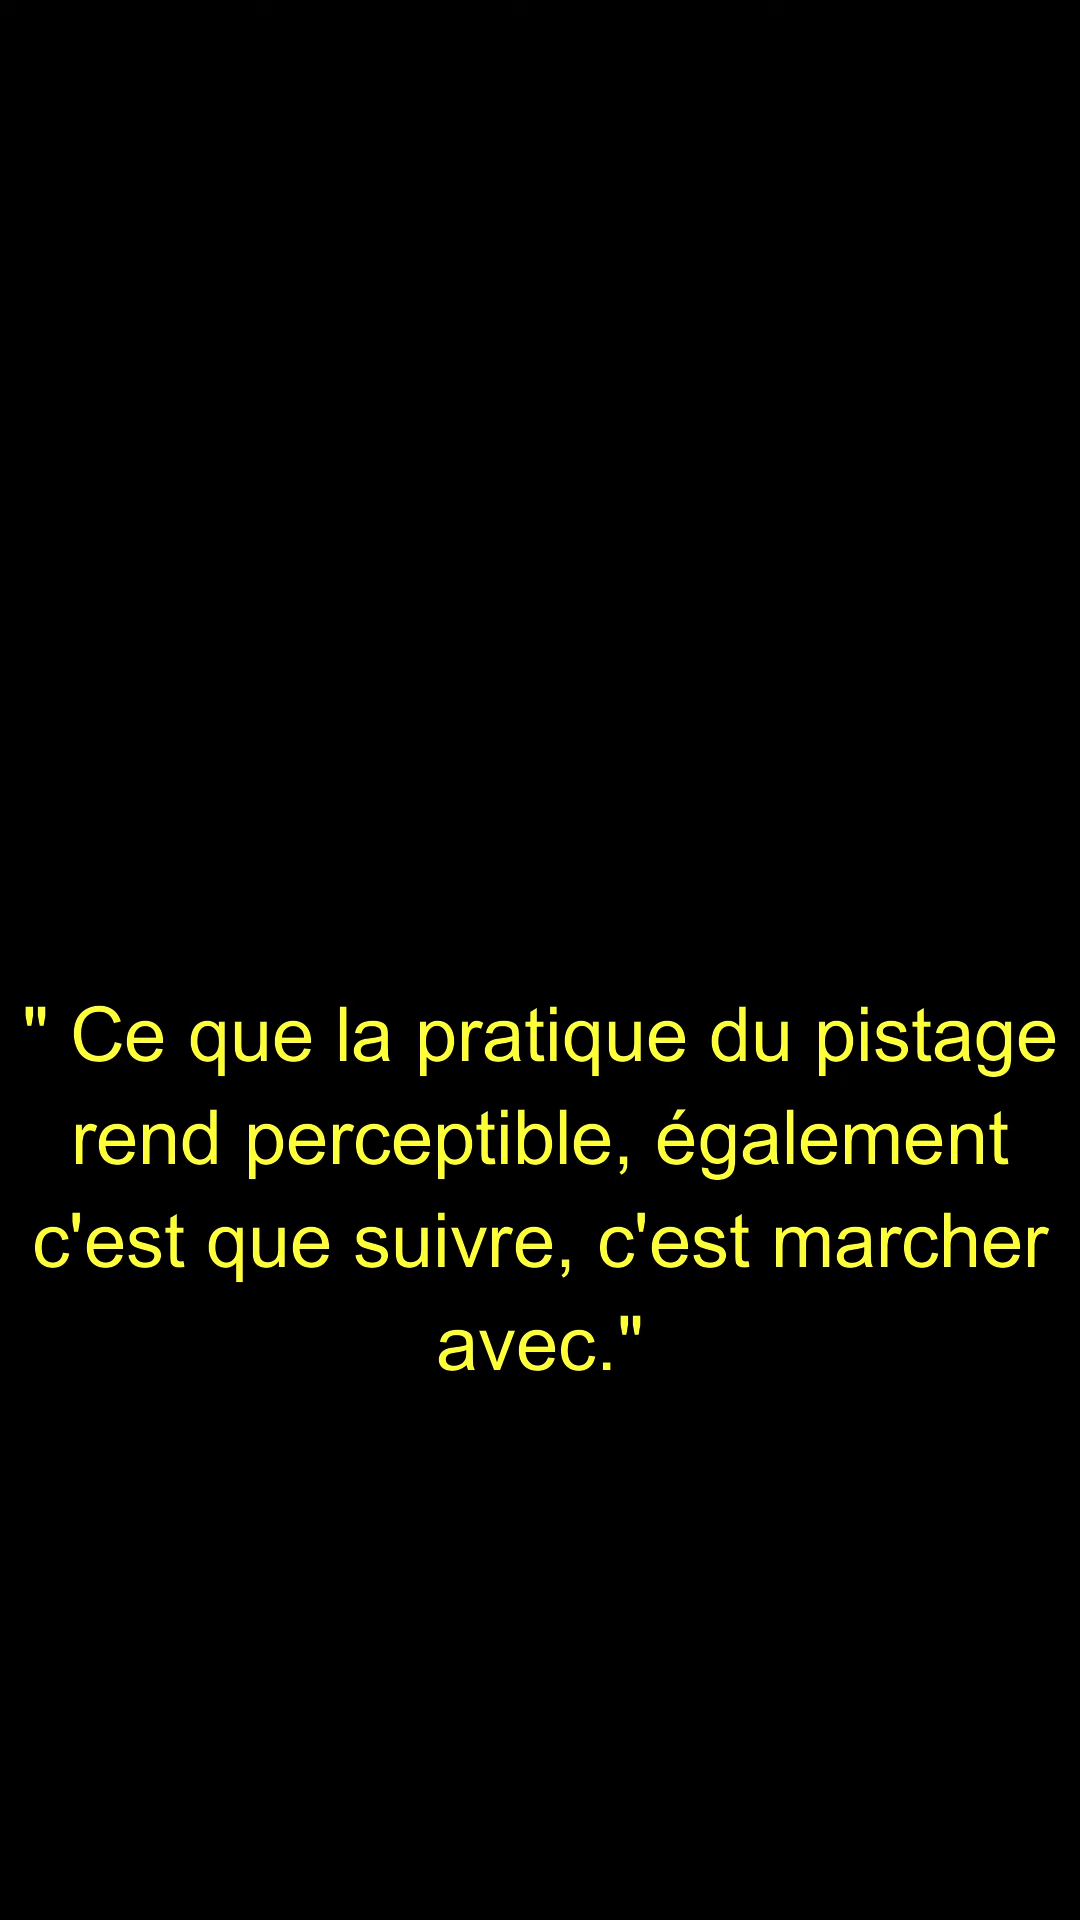 " Ce que la pratique du pistage
rend perceptible, également
c'est que suivre, c'est marcher
avec."